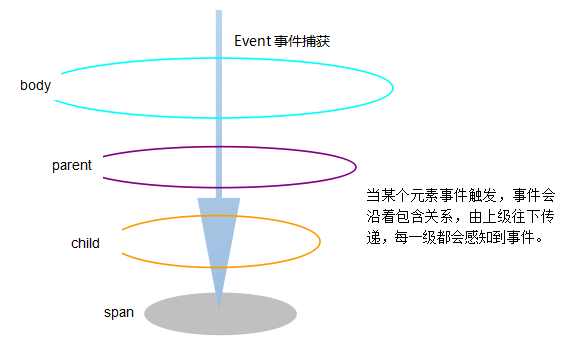 Event 事件捕获
body
parent
当某个元素事件触发，事件会
沿着包含关系，由上级往下传
递，每一级都会感知到事件。
child
span